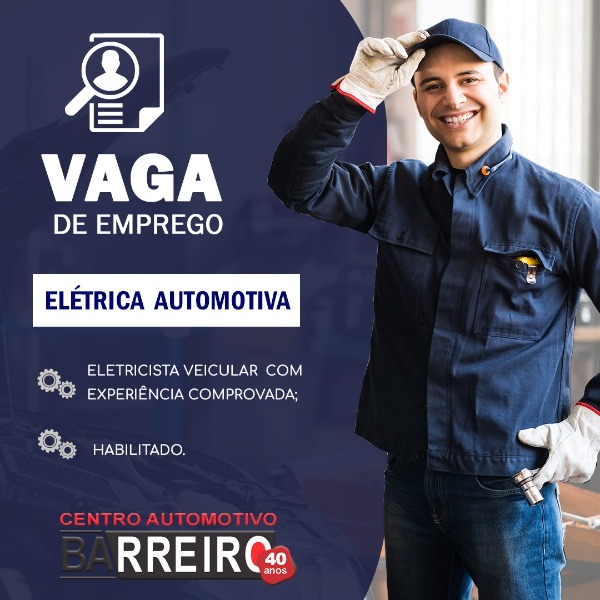 VAGA
DE EMPREGO
ELÉTRICA AUTOMOTIVA
ELETRICISTA VEICULAR COM
EXPERIÊNCIA COMPROVADA;
HABILITADO.
CENTRO AUTOMOTIVO
BARREIRO
40
anos